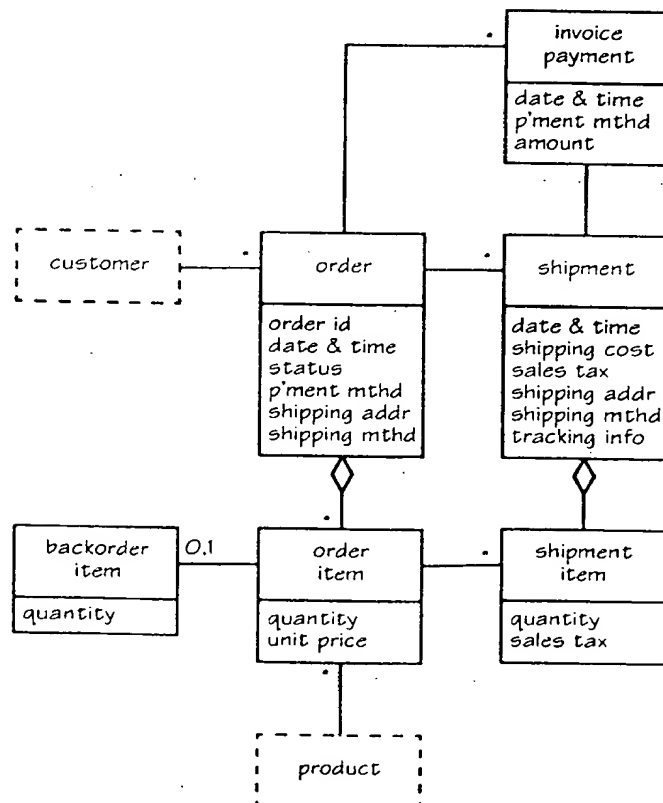 invoice
payment
date & time
p'ment mthd
amount
*
customer
*
order
order id
date & time
status
p'ment mthd
shipping addr
shipping mthd
*
shipment
date & time
shipping cost
sales tax
shipping addr
shipping mthd
tracking info
backorder
item
quantity
0,1
*
order
item
quantity
unit price
*
*
shipment
item
quantity
sales tax
product